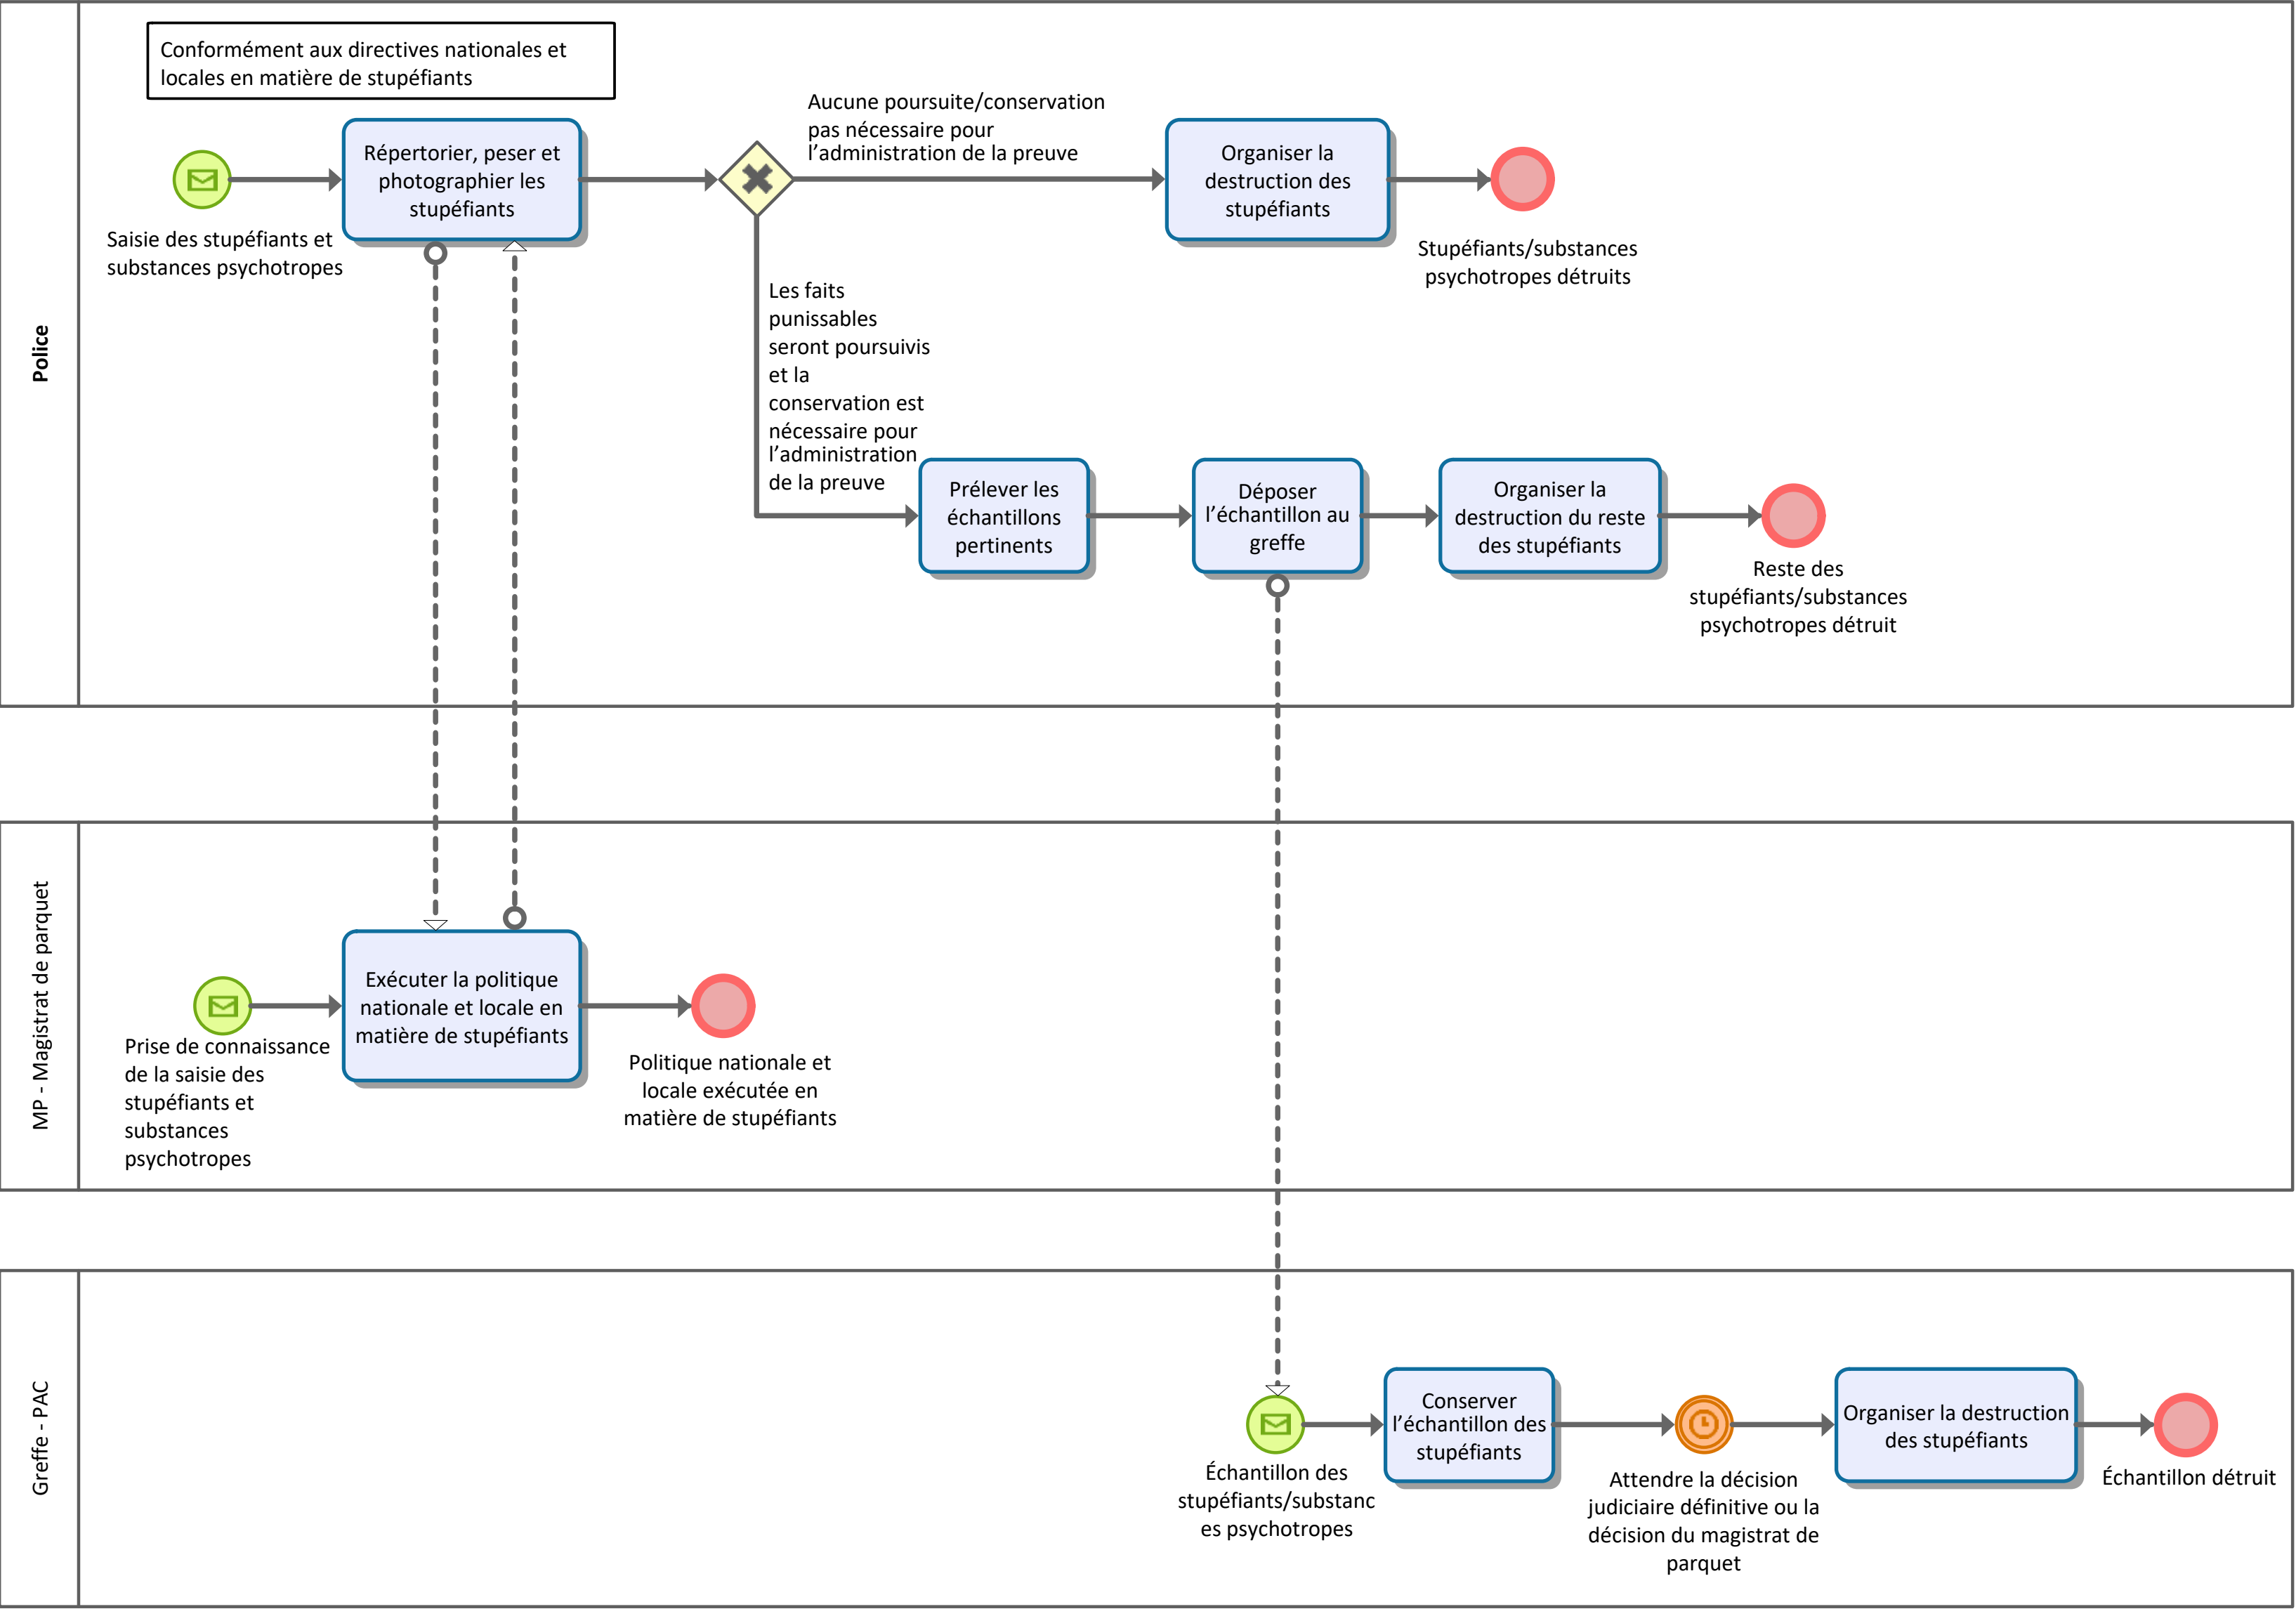 Conformément aux directives nationales et
locales en matière de stupéfiants
Police
Saisie des stupéfiants et
substances psychotropes
Répertorier, peser et
photographier les
stupéfiants
Aucune poursuite/conservation
pas nécessaire pour
l'administration de la preuve
Organiser la
destruction des
stupéfiants
Stupéfiants/substances
psychotropes détruits
Les faits
punissables
seront poursuivis
et la
conservation est
nécessaire pour
l'administration
de la preuve
Prélever les
échantillons
pertinents
Déposer
l'échantillon au
greffe
Organiser la
destruction du reste
des stupéfiants
Reste des
stupéfiants/substances
psychotropes détruit
MP - Magistrat de parquet
Prise de connaissance
de la saisie des
stupéfiants et
substances
psychotropes
Exécuter la politique
nationale et locale en
matière de stupéfiants
Politique nationale et
locale exécutée en
matière de stupéfiants
Greffe - PAC
Échantillon des
stupéfiants/substanc
es psychotropes
Conserver
l'échantillon des
stupéfiants
Attendre la décision
judiciaire définitive ou la
décision du magistrat de
parquet
Organiser la destruction
des stupéfiants
Échantillon détruit